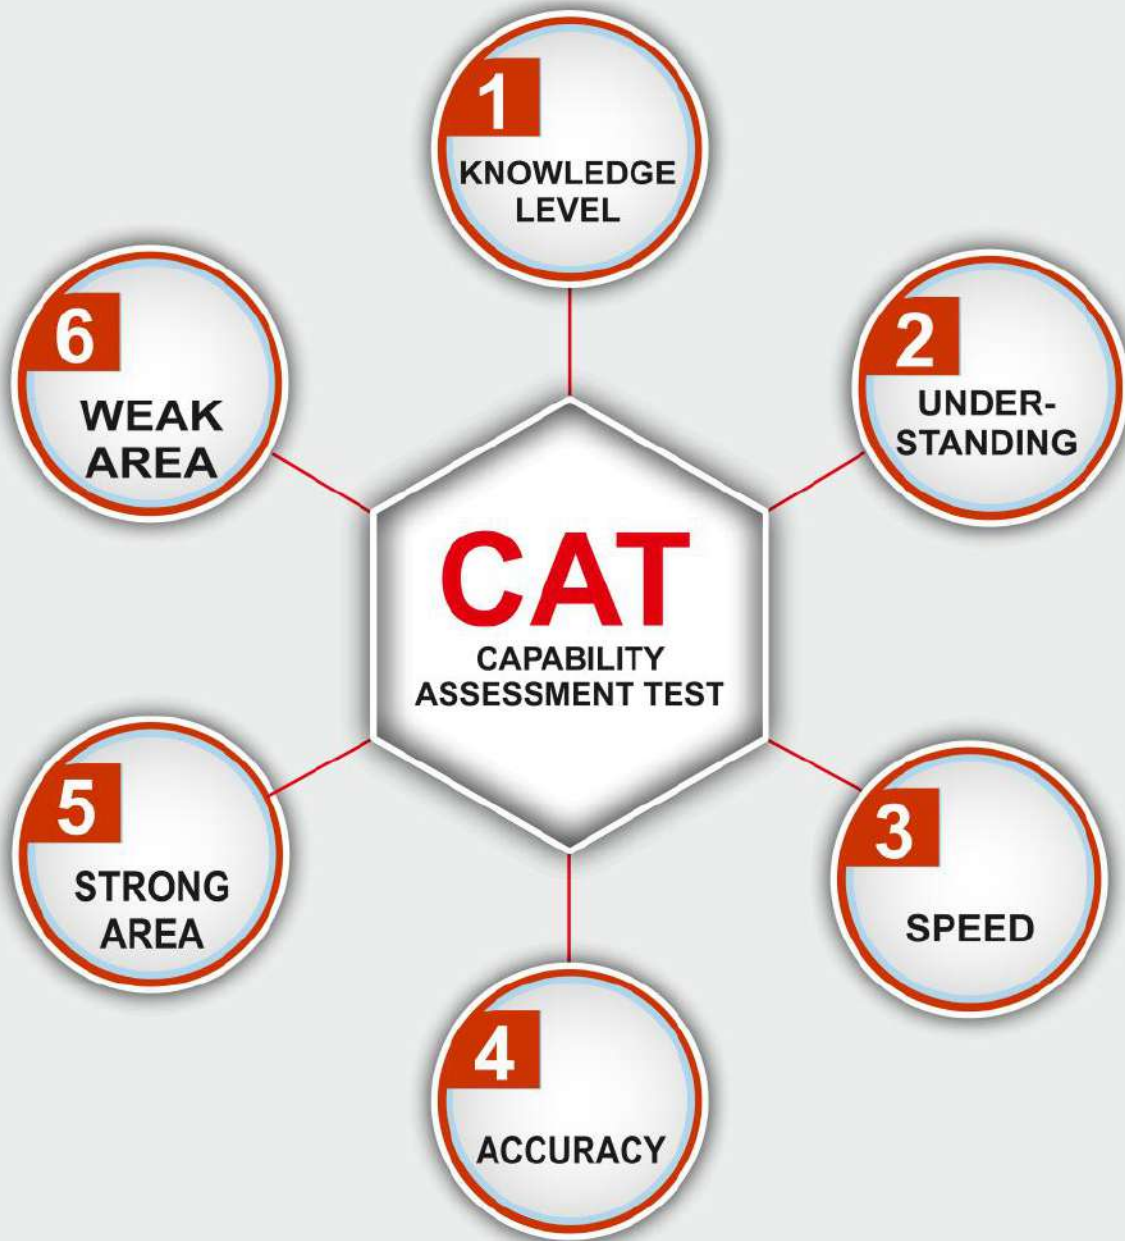 1
KNOWLEDGE
LEVEL
2
UNDER-
STANDING
3
SPEED
4
ACCURACY
5
STRONG
AREA
6
WEAK
AREA
CAT
CAPABILITY
ASSESSMENT TEST